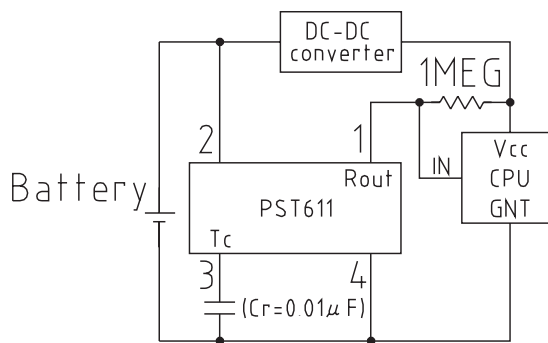 DC-DC
converter
1MEG
2
1
Vcc
IN
CPU
Rout
GNT
Battery
PST611
Tc
3
4
(Cr=0.01μF)